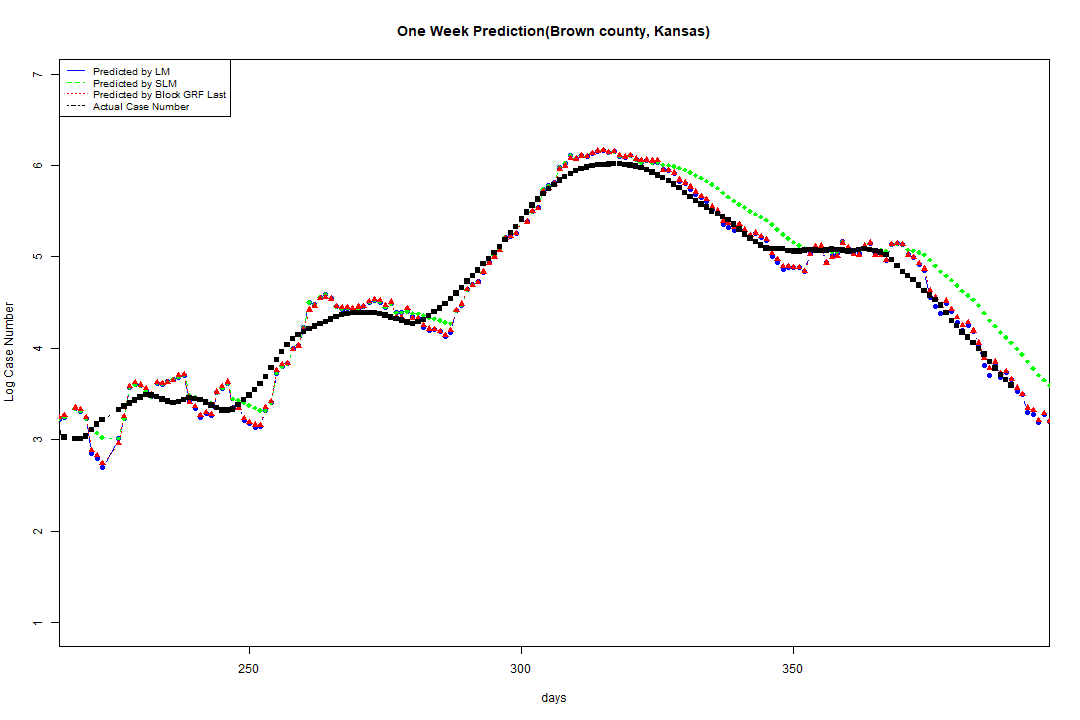 One Week Prediction(Brown county, Kansas)
Predicted by LM
Predicted by SLM
Predicted by Block GRF Last
Actual Case Number
7
6
5
4
3
2
1
Log Case Number
250 300 350
days